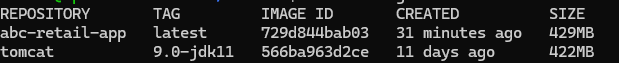 REPOSITORY TAG IMAGE ID CREATED SIZE
abc-retail-app latest 729d844bab03 31 minutes ago 429MB
tomcat 9.0-jdk11 566ba963d2ce 11 days ago 422MB